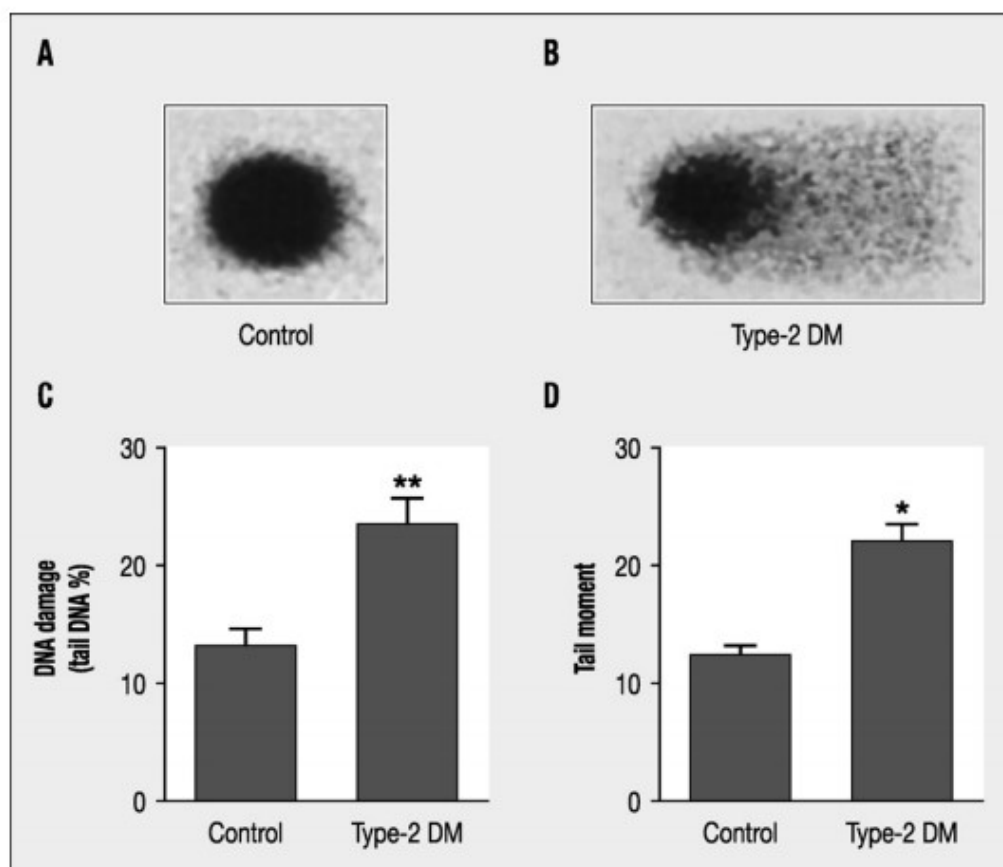 A
B
Control
Type-2 DM
C
D
30
20
10
0
DNA damage
(tail DNA %)
**
Control
Type-2 DM
30
20
10
0
Tail moment
*
Control
Type-2 DM